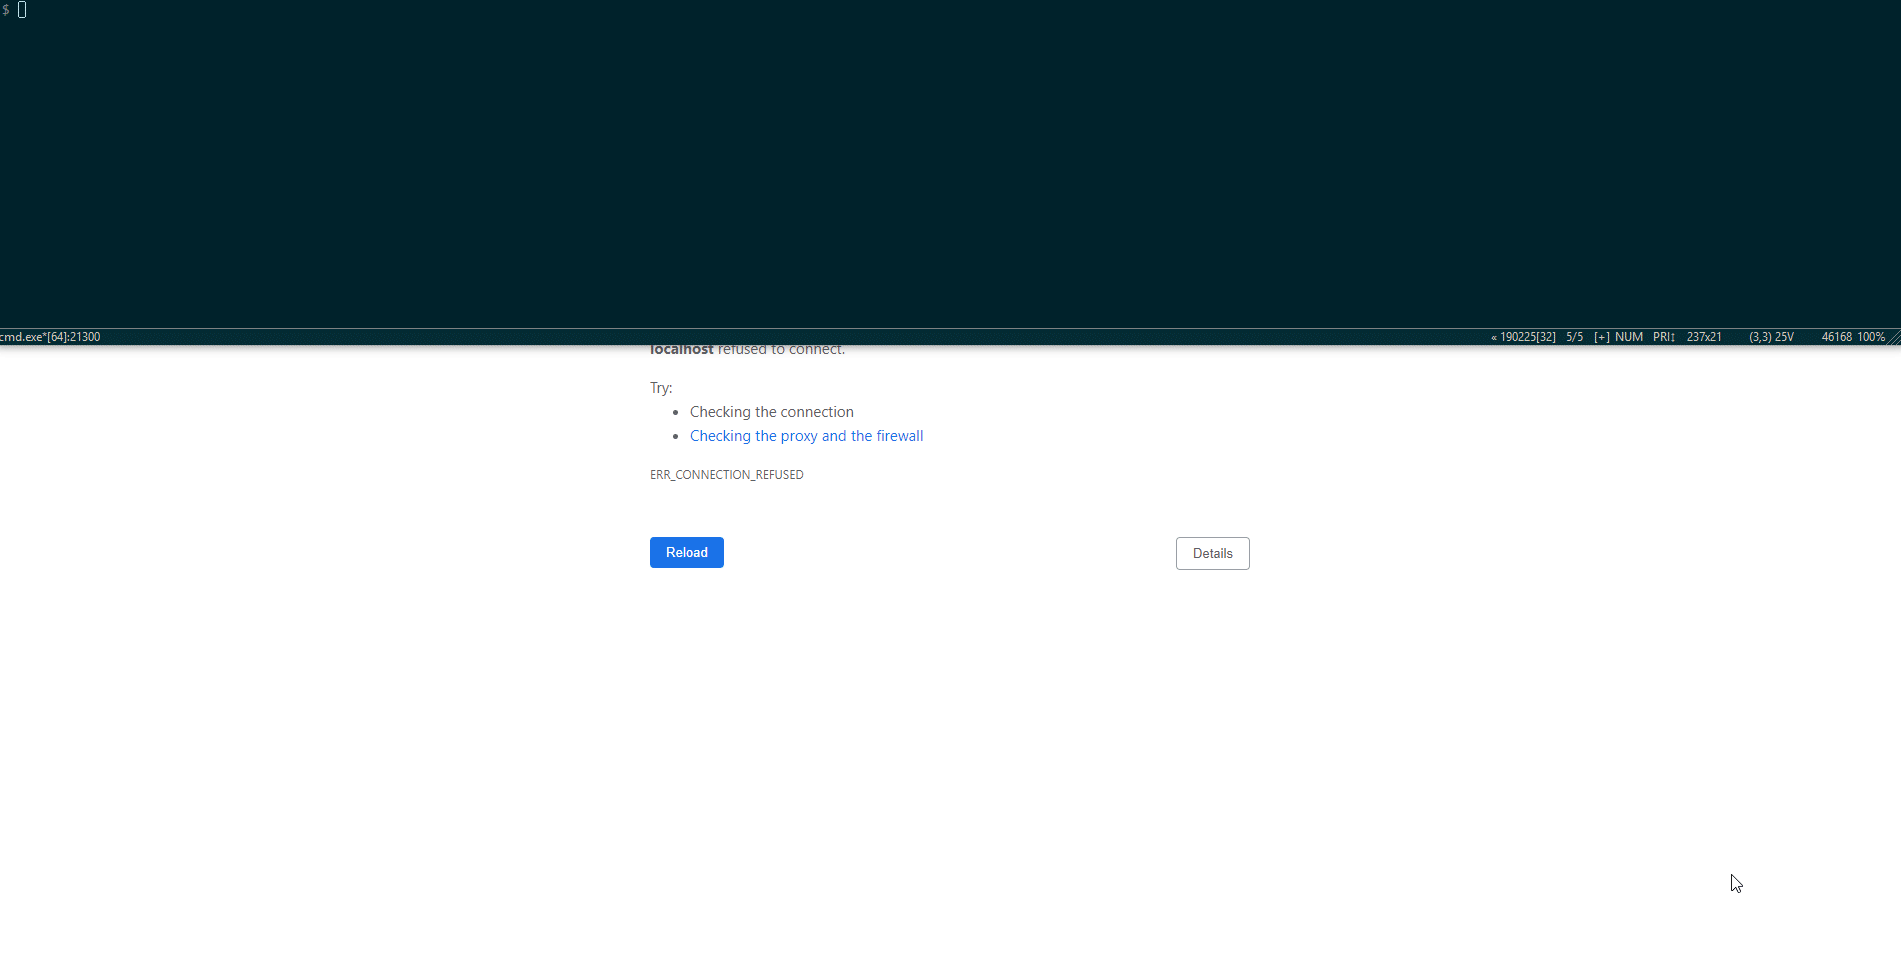 $
cmd.exe*[64]:21300 « 190225[32] 5/5 [+] NUM PRI↕ 237x21 (3,3) 25V 46168 100%
localhost refused to connect.
Try:
• Checking the connection
• Checking the proxy and the firewall
ERR_CONNECTION_REFUSED
Reload Details